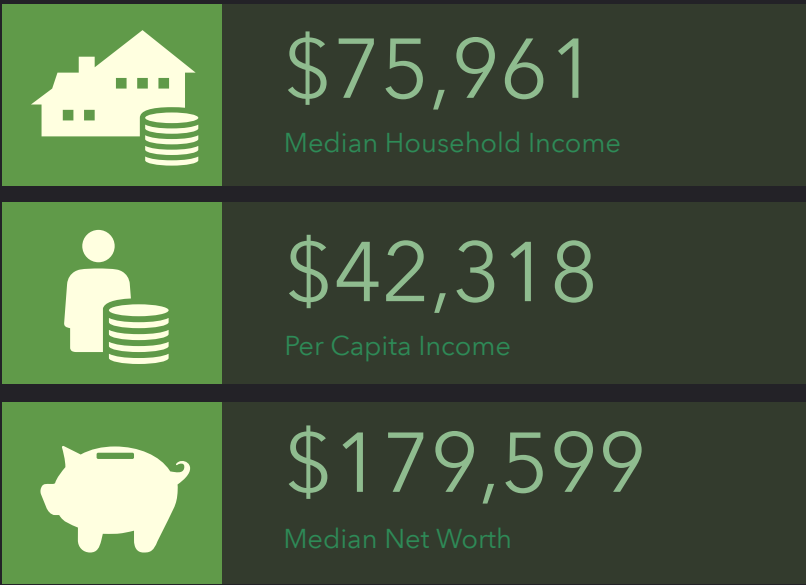 $75,961
Median Household Income
$42,318
Per Capita Income
$179,599
Median Net Worth